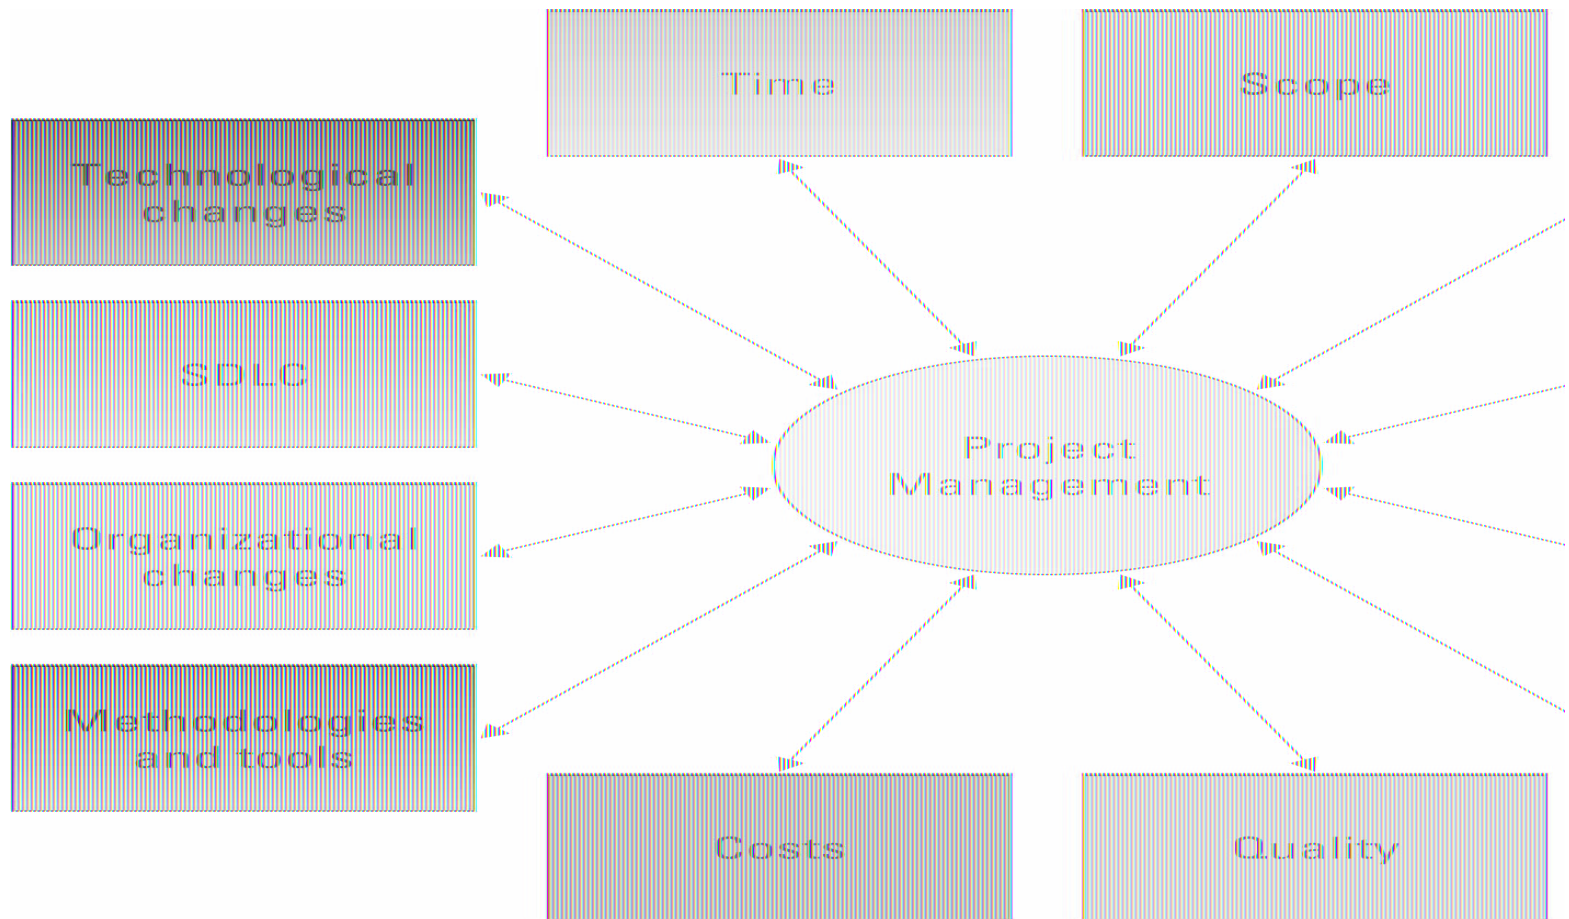 Time
Scope
Technological
changes
SDLC
Project
Management
Organizational
changes
Methodologies
and tools
Costs
Quality